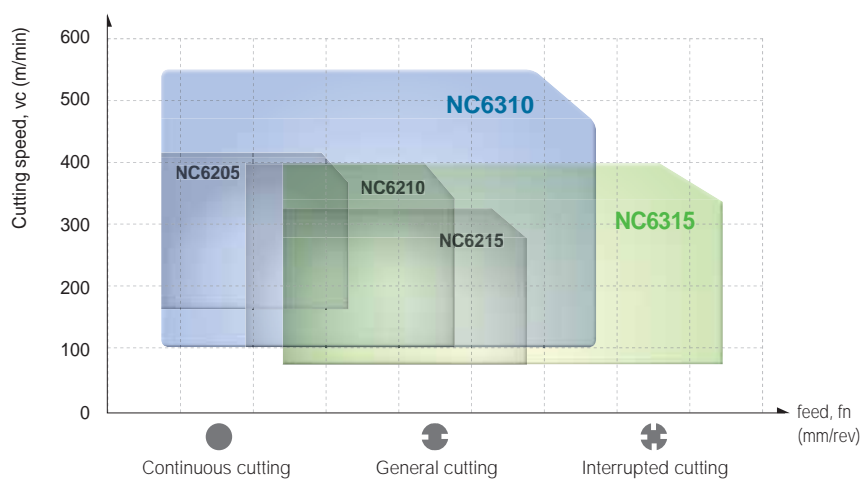 Cutting speed, vc (m/min)
600
500
400
300
200
100
0
NC6310
NC6205
NC6210
NC6315
NC6215
feed, fn
(mm/rev)
Continuous cutting
General cutting
Interrupted cutting